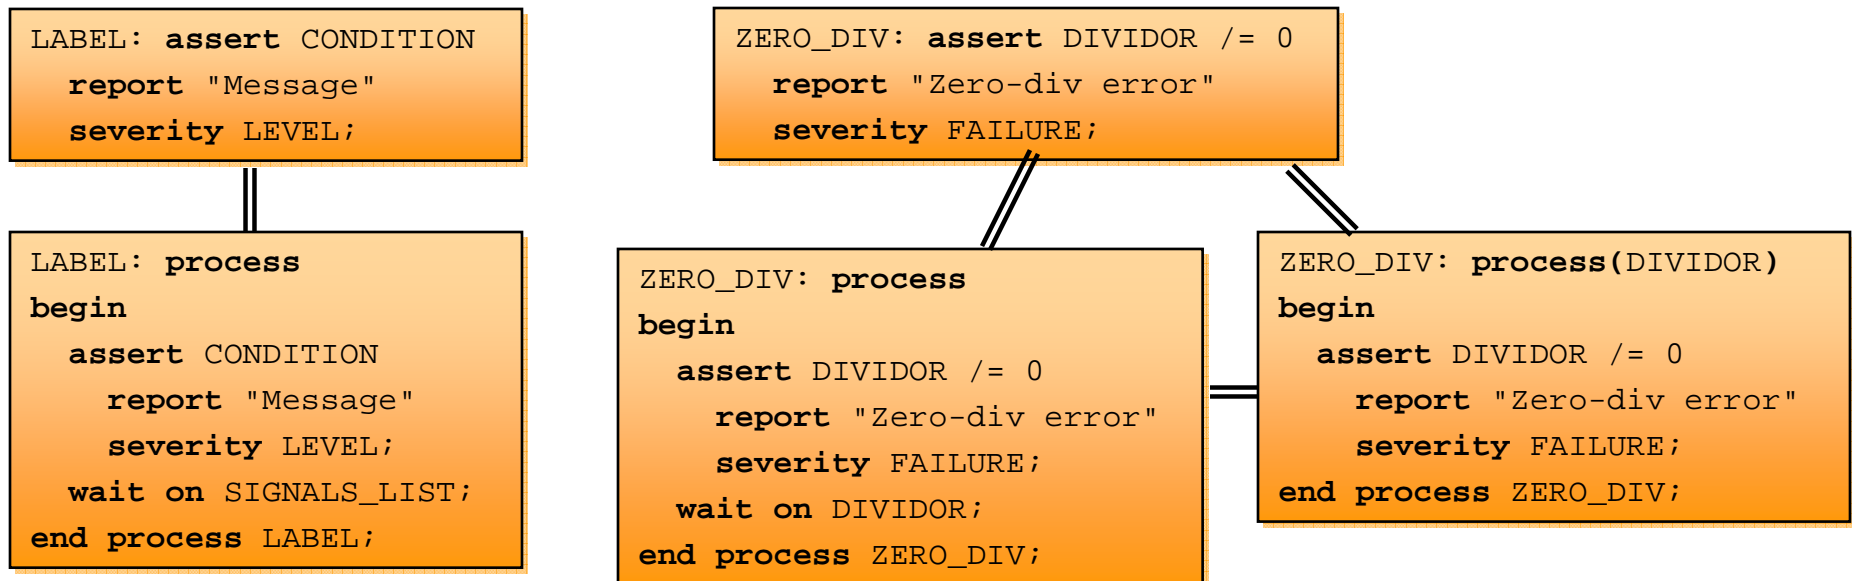 LABEL: assert CONDITION
report "Message"
severity LEVEL;
LABEL: process
begin
assert CONDITION
report "Message"
severity LEVEL;
wait on SIGNALS_LIST;
end process LABEL;
ZERO_DIV: assert DIVIDOR /= 0
report "Zero-div error"
severity FAILURE;
ZERO_DIV: process
begin
assert DIVIDOR /= 0
report "Zero-div error"
severity FAILURE;
wait on DIVIDOR;
end process ZERO_DIV;
ZERO_DIV: process(DIVIDOR)
begin
assert DIVIDOR /= 0
report "Zero-div error"
severity FAILURE;
end process ZERO_DIV;